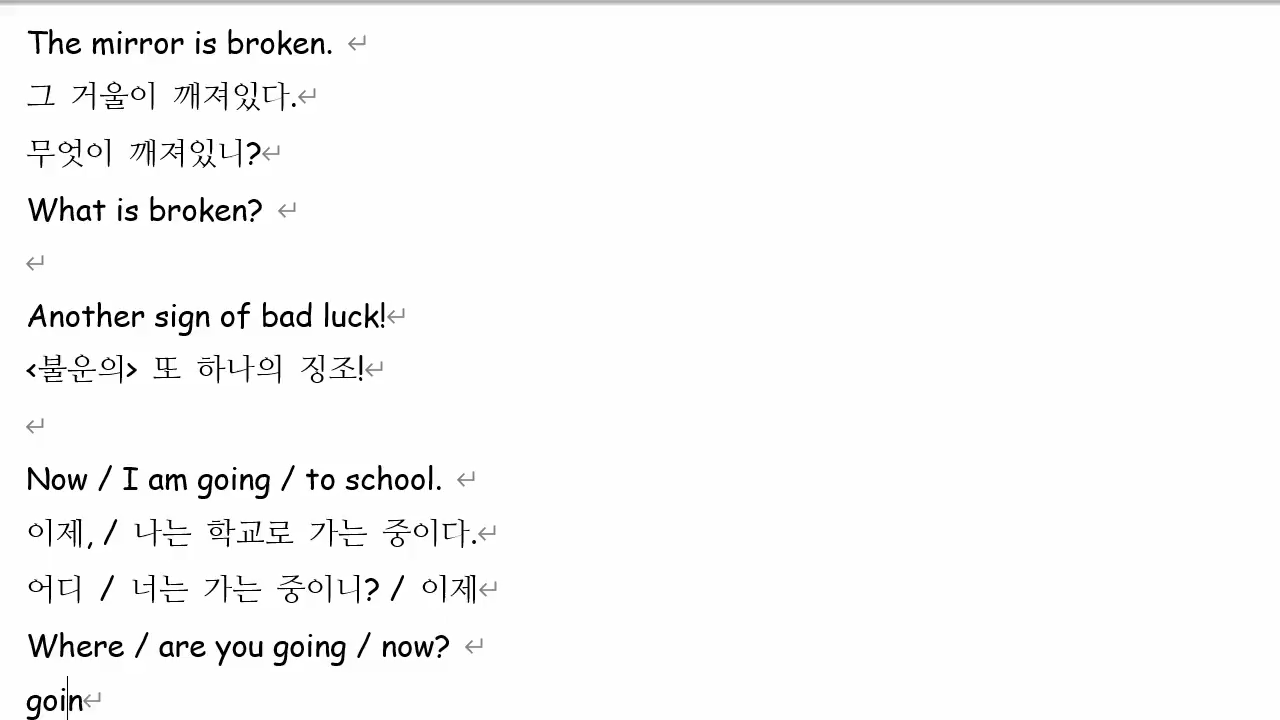 The mirror is broken.
그 거울이 깨져있다.
무엇이 깨져있니?
What is broken?
Another sign of bad luck!
<불운의> 또 하나의 징조!
Now / I am going / to school.
이제, / 나는 학교로 가는 중이다.
어디 / 너는 가는 중이니? / 이제
Where / are you going / now?
goin